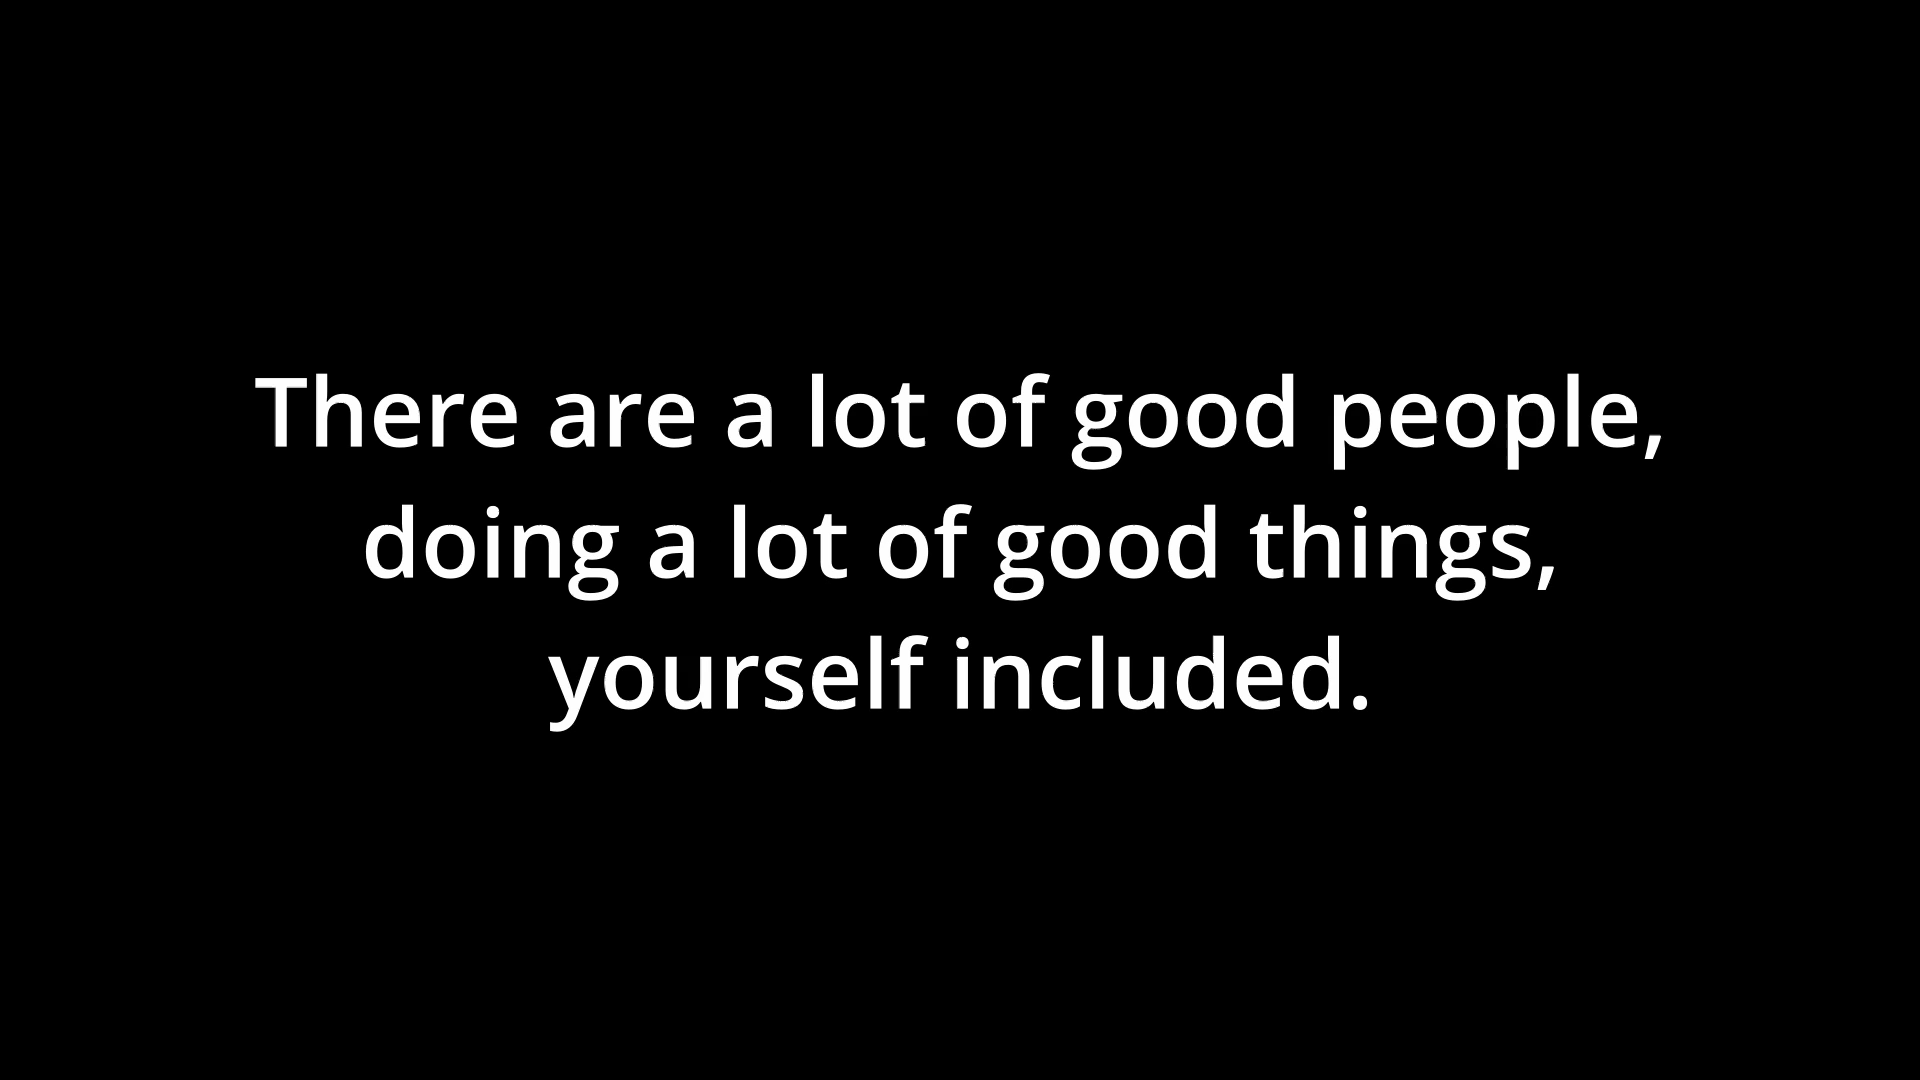 There are a lot of good people,
doing a lot of good things,
yourself included.